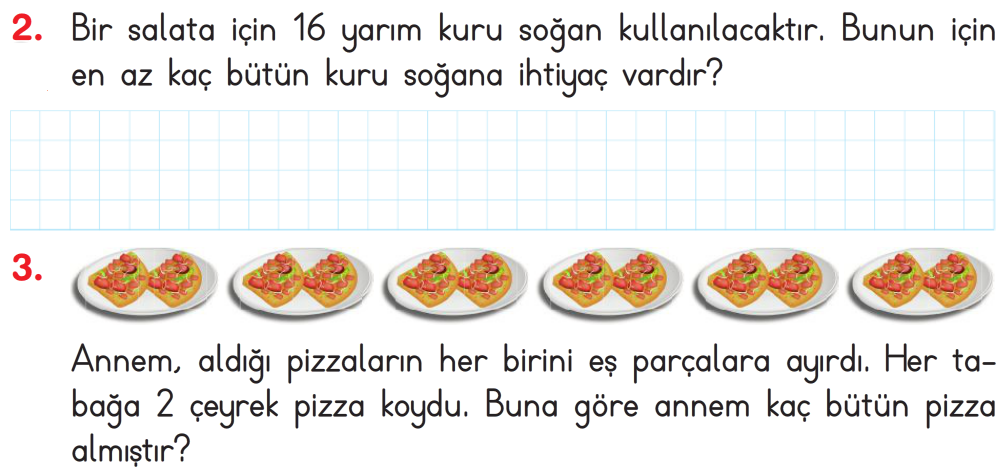 2. Bir salata için 16 yarım kuru soğan kullanılacaktır. Bunun için
en az kaç bütün kuru soğana ihtiyaç vardır?
3.
Annem, aldığı pizzaların her birini eş parçalara ayırdı. Her ta-
bağa 2 çeyrek pizza koydu. Buna göre annem kaç bütün pizza
almıştır?